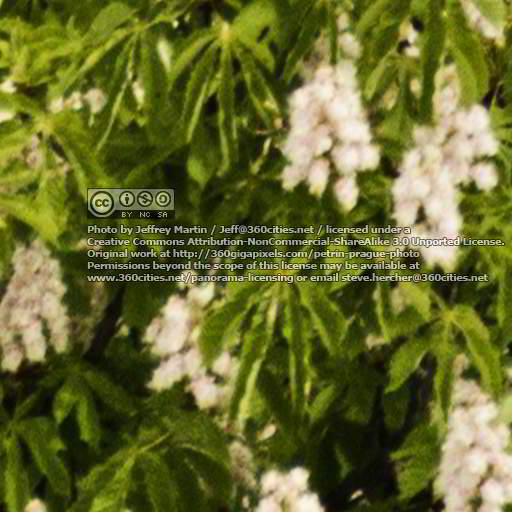 cc BY NC SA
Photo by Jeffrey Martin / Jeff@360cities.net / licensed under a
Creative Commons Attribution-NonCommercial-ShareAlike 3.0 Unported License.
Original work at http://360gigapixels.com/petrin-prague-photo
Permissions beyond the scope of this license may be available at
www.360cities.net/panorama-licensing or email steve.hercher@360cities.net